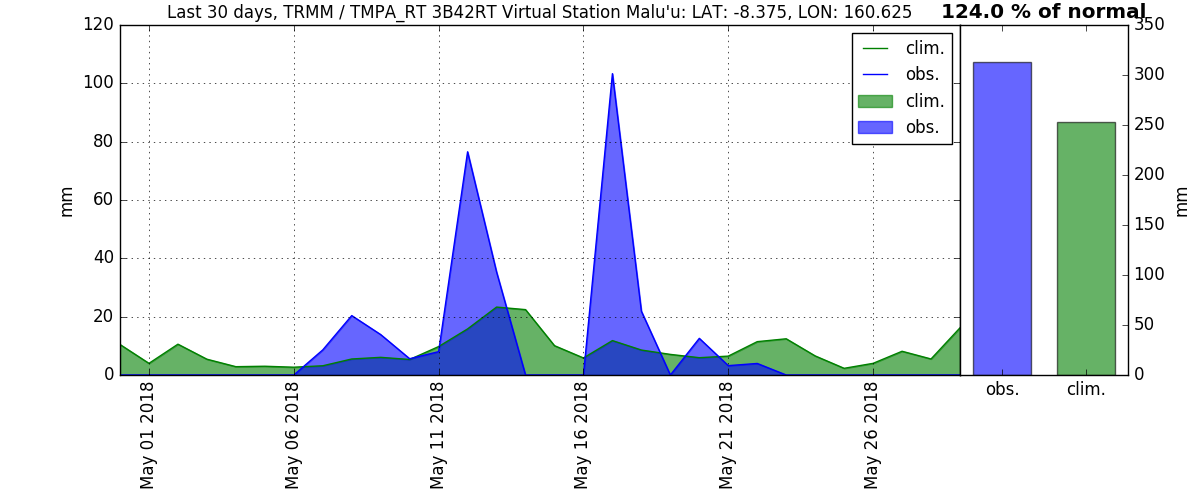 Last 30 days, TRMM / TMPA_RT 3B42RT Virtual Station Malu'u: LAT: -8.375, LON: 160.625
124.0 % of normal
120
100
80
60
40
20
0
mm
clim.
obs.
clim.
obs.
May 01 2018
May 06 2018
May 11 2018
May 16 2018
May 21 2018
May 26 2018
350
300
250
200
150
100
50
0
mm
obs.
clim.